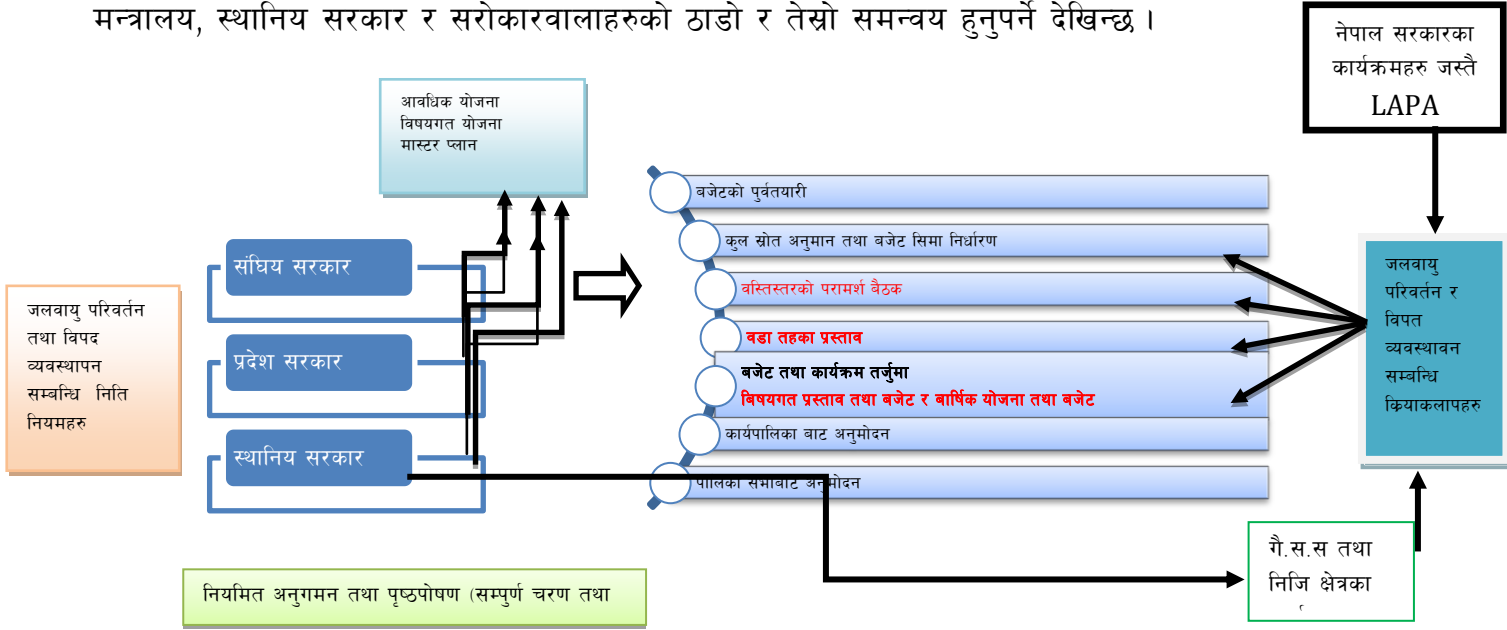 मन्त्रालय, स्थानिय सरकार र सरोकारवालाहरुको ठाडो र तेस्रो समन्वय हुनुपर्ने देखिन्छ ।
नेपाल सरकारका
कार्यक्रमहरु जस्तै
LAPA
आवधिक योजना
विषयगत योजना
मास्टर प्लान
जलवायु परिवर्तन
तथा विपद
व्यवस्थापन
सम्बन्धि निति
नियमहरु
संघिय सरकार
प्रदेश सरकार
स्थानिय सरकार
बजेटको पुर्वतयारी
कुल स्रोत अनुमान तथा बजेट सिमा निर्धारण
वस्तिस्तरको परामर्श बैठक
वडा तहका प्रस्ताव
बजेट तथा कार्यक्रम तर्जुमा
बिषयगत प्रस्ताव तथा बजेट र बार्षिक योजना तथा बजेट
कार्यपालिका बाट अनुमोदन
पालिका सभाबाट अनुमोदन
जलवायु
परिवर्तन र
विपत
व्यवस्थावन
सम्बन्धि
क्रियाकलापहरु
गै.स.स तथा
निजि क्षेत्रका
नियमित अनुगमन तथा पृष्ठपोषण (सम्पुर्ण चरण तथा